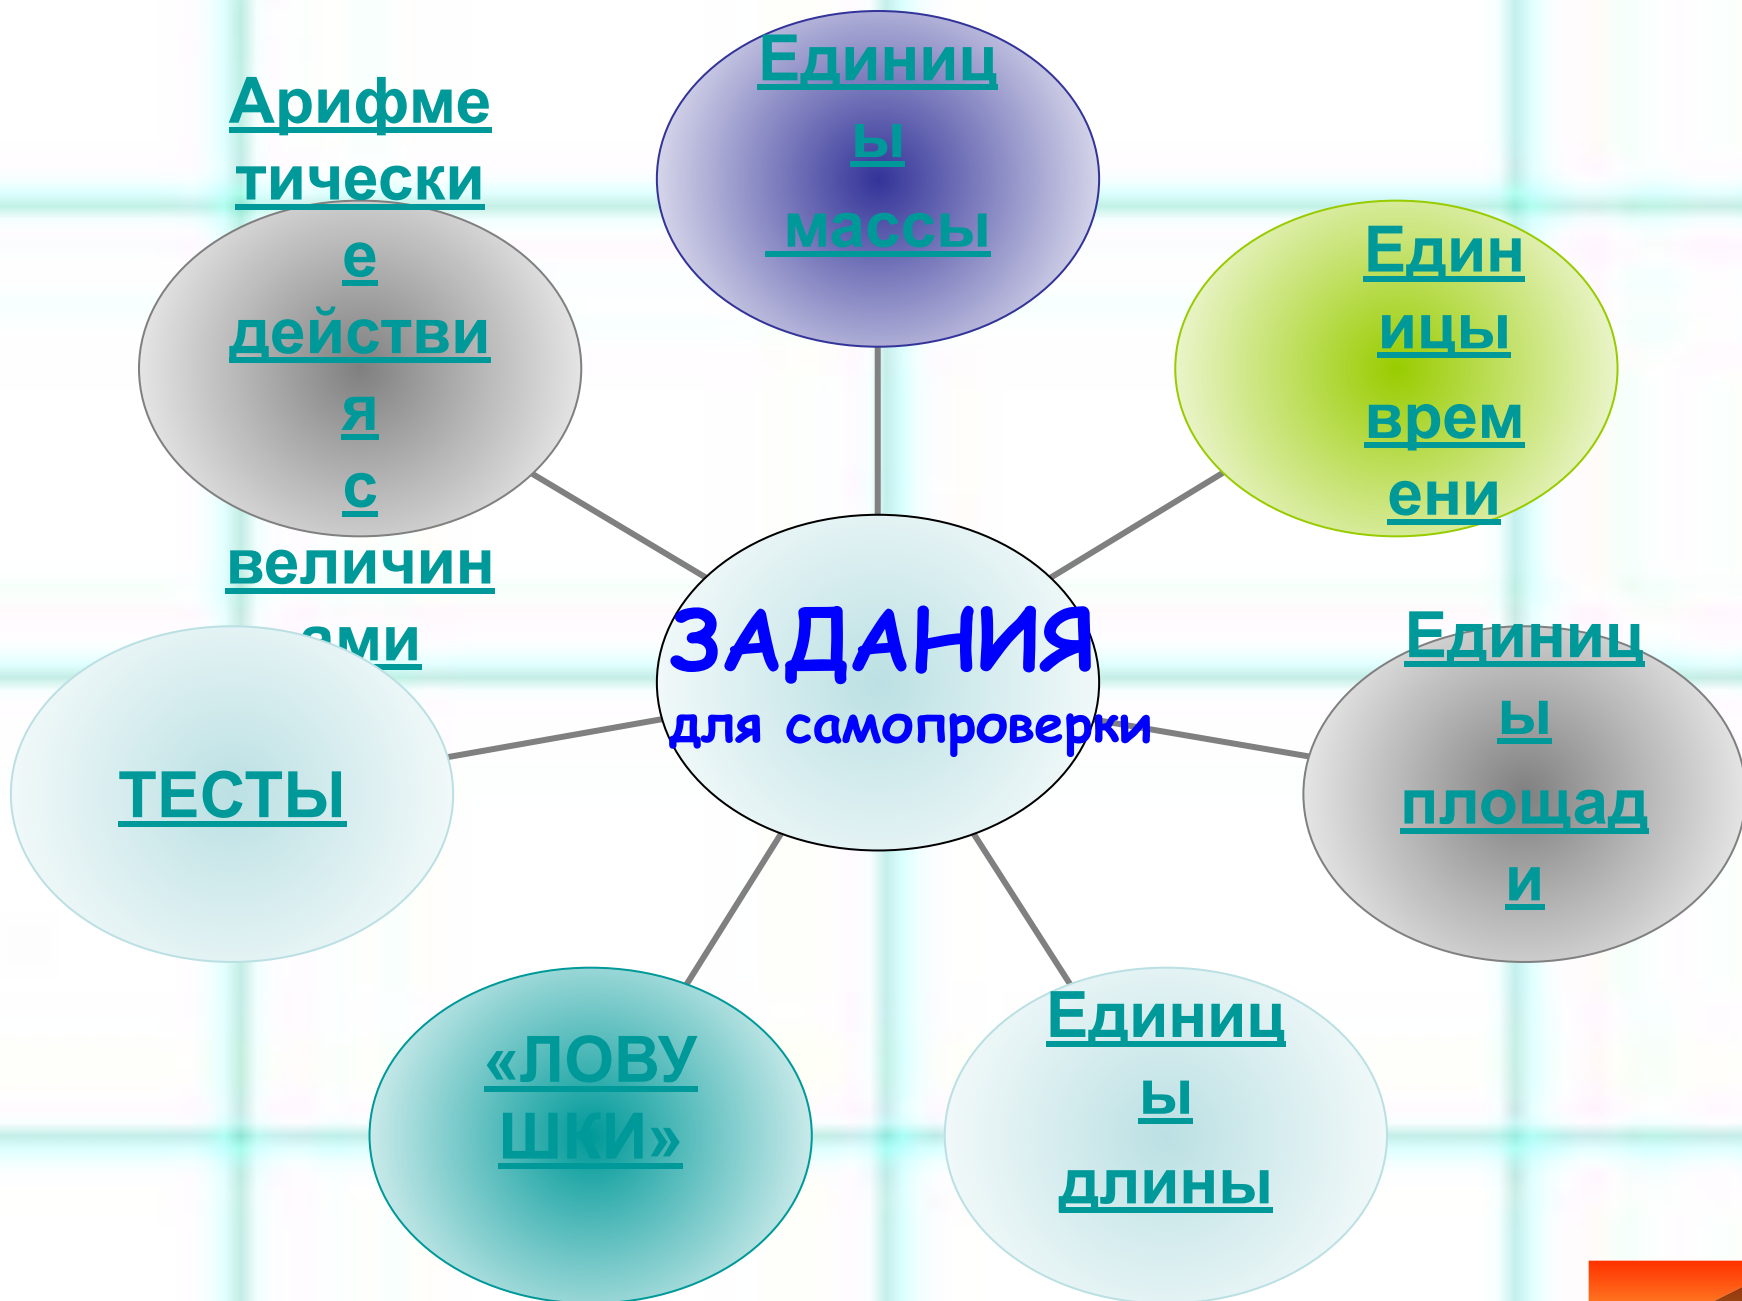 Единиц
ы
массы
Арифме
тически
е
действи
я
с
величин
ами
Един
ицы
врем
ени
ЗАДАНИЯ
для самопроверки
Единиц
ы
площад
и
ТЕСТЫ
«ЛОВУ
ШКИ»
Единиц
ы
длины